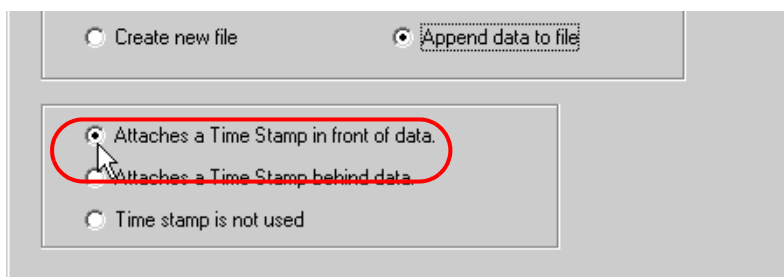 Create new file Append data to file
Attaches a Time Stamp in front of data.
Attaches a Time Stamp behind data.
Time stamp is not used